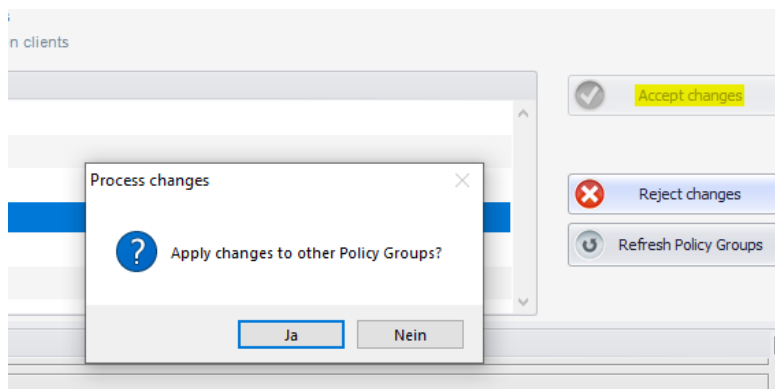 n clients
Accept changes
Process changes
Reject changes
Apply changes to other Policy Groups?
Refresh Policy Groups
Ja
Nein